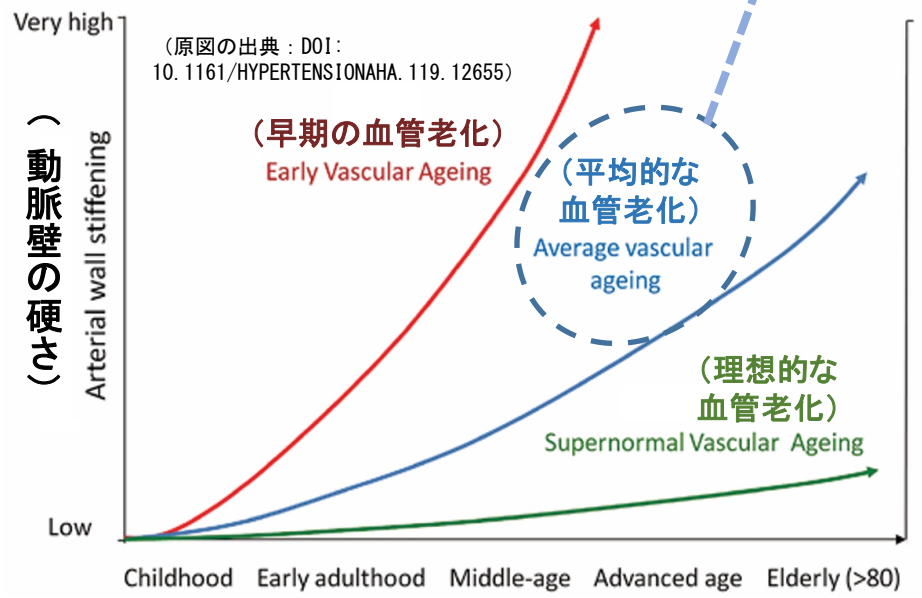 Very high
（原図の出典：DOI:
10.1161/HYPERTENSIONAHA.119.12655）
（早期の血管老化）
Early Vascular Ageing
（平均的な
血管老化）
Average vascular
ageing
（理想的な
血管老化）
Supernormal Vascular Ageing
（動脈壁の硬さ）
Arterial wall stiffening
Low
Childhood Early adulthood Middle-age Advanced age Elderly (>80)